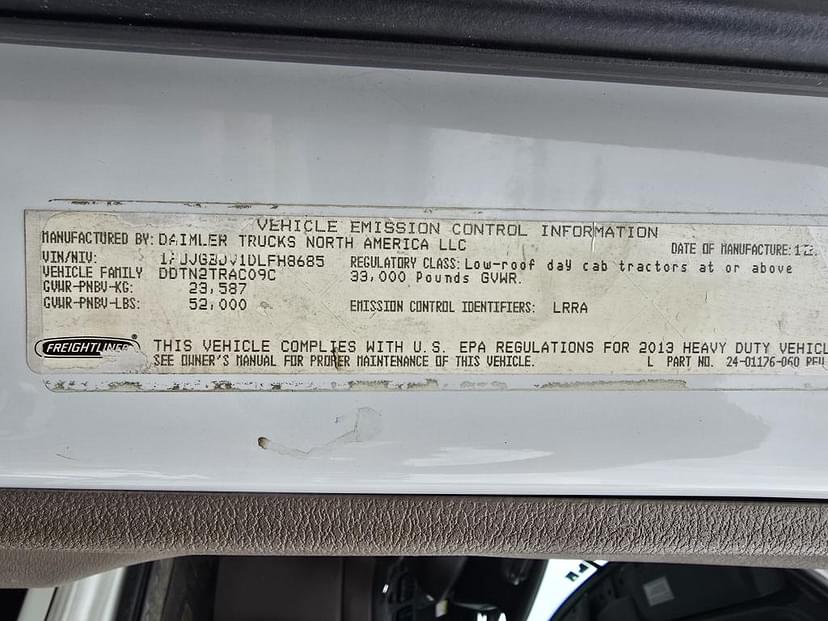 VEHICLE EMISSION CONTROL INFORMATION
MANUFACTURED BY: DAIMLER TRUCKS NORTH AMERICA LLC
DATE OF MANUFACTURE:
VIN/NIV:
REGULATORY CLASS: Low-roof day cab tractors at or above
33,000 Pounds GVWR.
VEHICLE FAMILY DDTN2TRAC09C
GVWR-PNBV-KG: 23,587
GVWR-PNBV-LBS: 52,000
EMISSION CONTROL IDENTIFIERS: LRRA
FREIGHTLINER
THIS VEHICLE COMPLIES WITH U.S. EPA REGULATIONS FOR 2013 HEAVY DUTY
SEE OWNER'S MANUAL FOR PROPER MAINTENANCE OF THIS VEHICLE.
L PART NO. 24-01176-060